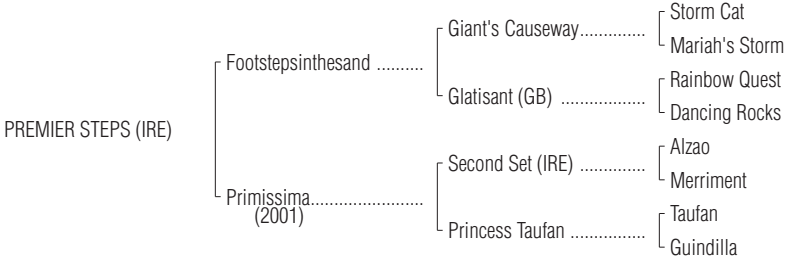 Storm Cat
Giant's Causeway..............
Mariah's Storm
Footstepsinthesand ..........
Rainbow Quest
Glatisant (GB) ..................
Dancing Rocks
PREMIER STEPS (IRE)
Alzao
Second Set (IRE) ..............
Merriment
Primissima........................
(2001)
Taufan
Princess Taufan ................
Guindilla